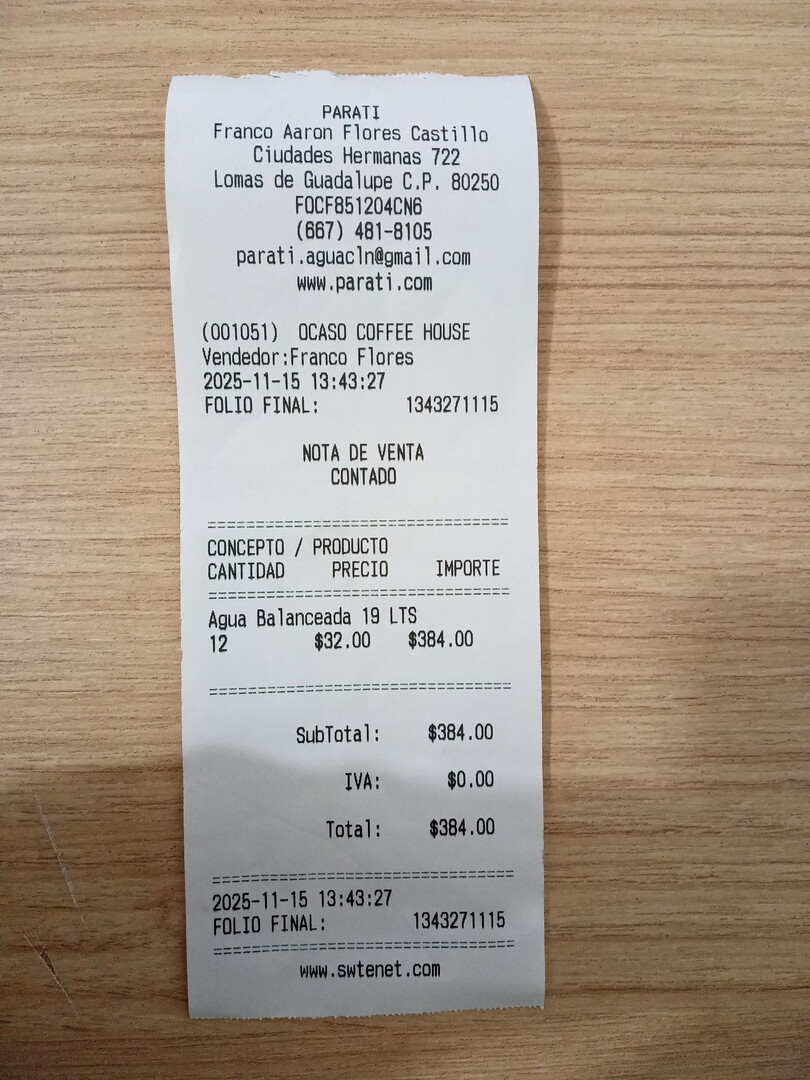 PARATI
Franco Aaron Flores Castillo
Ciudades Hermanas 722
Lomas de Guadalupe C.P. 80250
FOCF851204CN6
(667) 481-8105
parati.aguacln@gmail.com
www.parati.com
(001051) OCASO COFFEE HOUSE
Vendedor:Franco Flores
2025-11-15 13:43:27
FOLIO FINAL: 1343271115
NOTA DE VENTA
CONTADO
================================
CONCEPTO / PRODUCTO
CANTIDAD PRECIO IMPORTE
================================
Agua Balanceada 19 LTS
12 $32.00 $384.00
================================
SubTotal: $384.00
IVA: $0.00
Total: $384.00
================================
2025-11-15 13:43:27
FOLIO FINAL: 1343271115
================================
www.swtenet.com